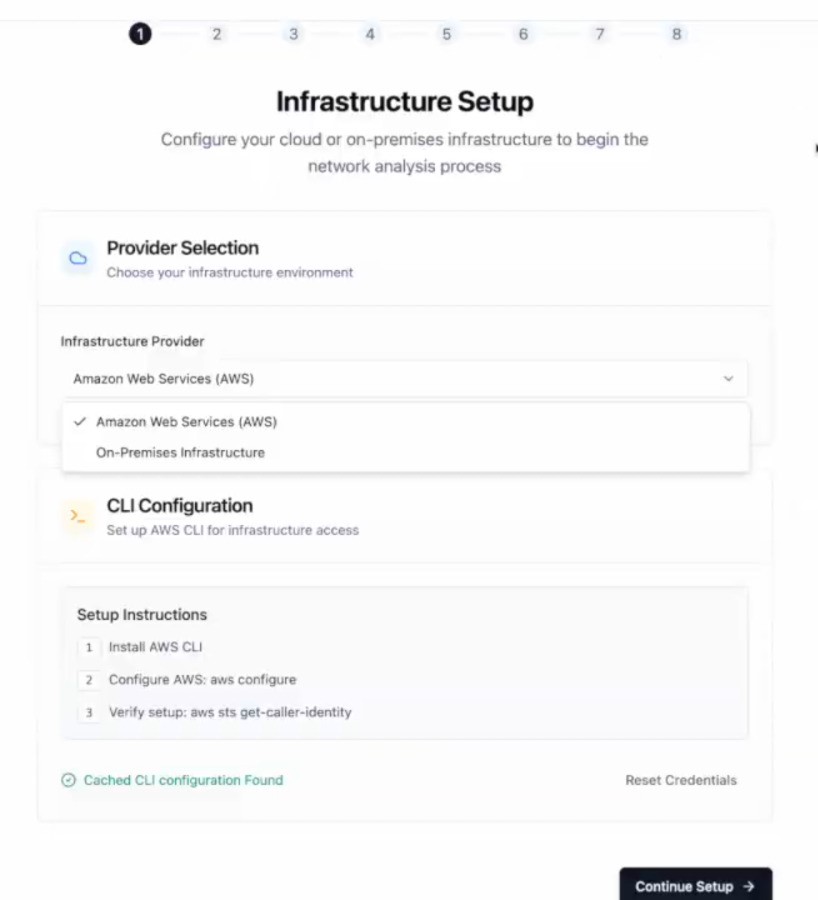 1 2 3 4 5 6 7 8
Infrastructure Setup
Configure your cloud or on-premises infrastructure to begin the
network analysis process
Provider Selection
Choose your infrastructure environment
Infrastructure Provider
Amazon Web Services (AWS)
Amazon Web Services (AWS)
On-Premises Infrastructure
CLI Configuration
Set up AWS CLI for infrastructure access
Setup Instructions
1 Install AWS CLI
2 Configure AWS: aws configure
3 Verify setup: aws sts get-caller-identity
Cached CLI configuration Found Reset Credentials
Continue Setup →